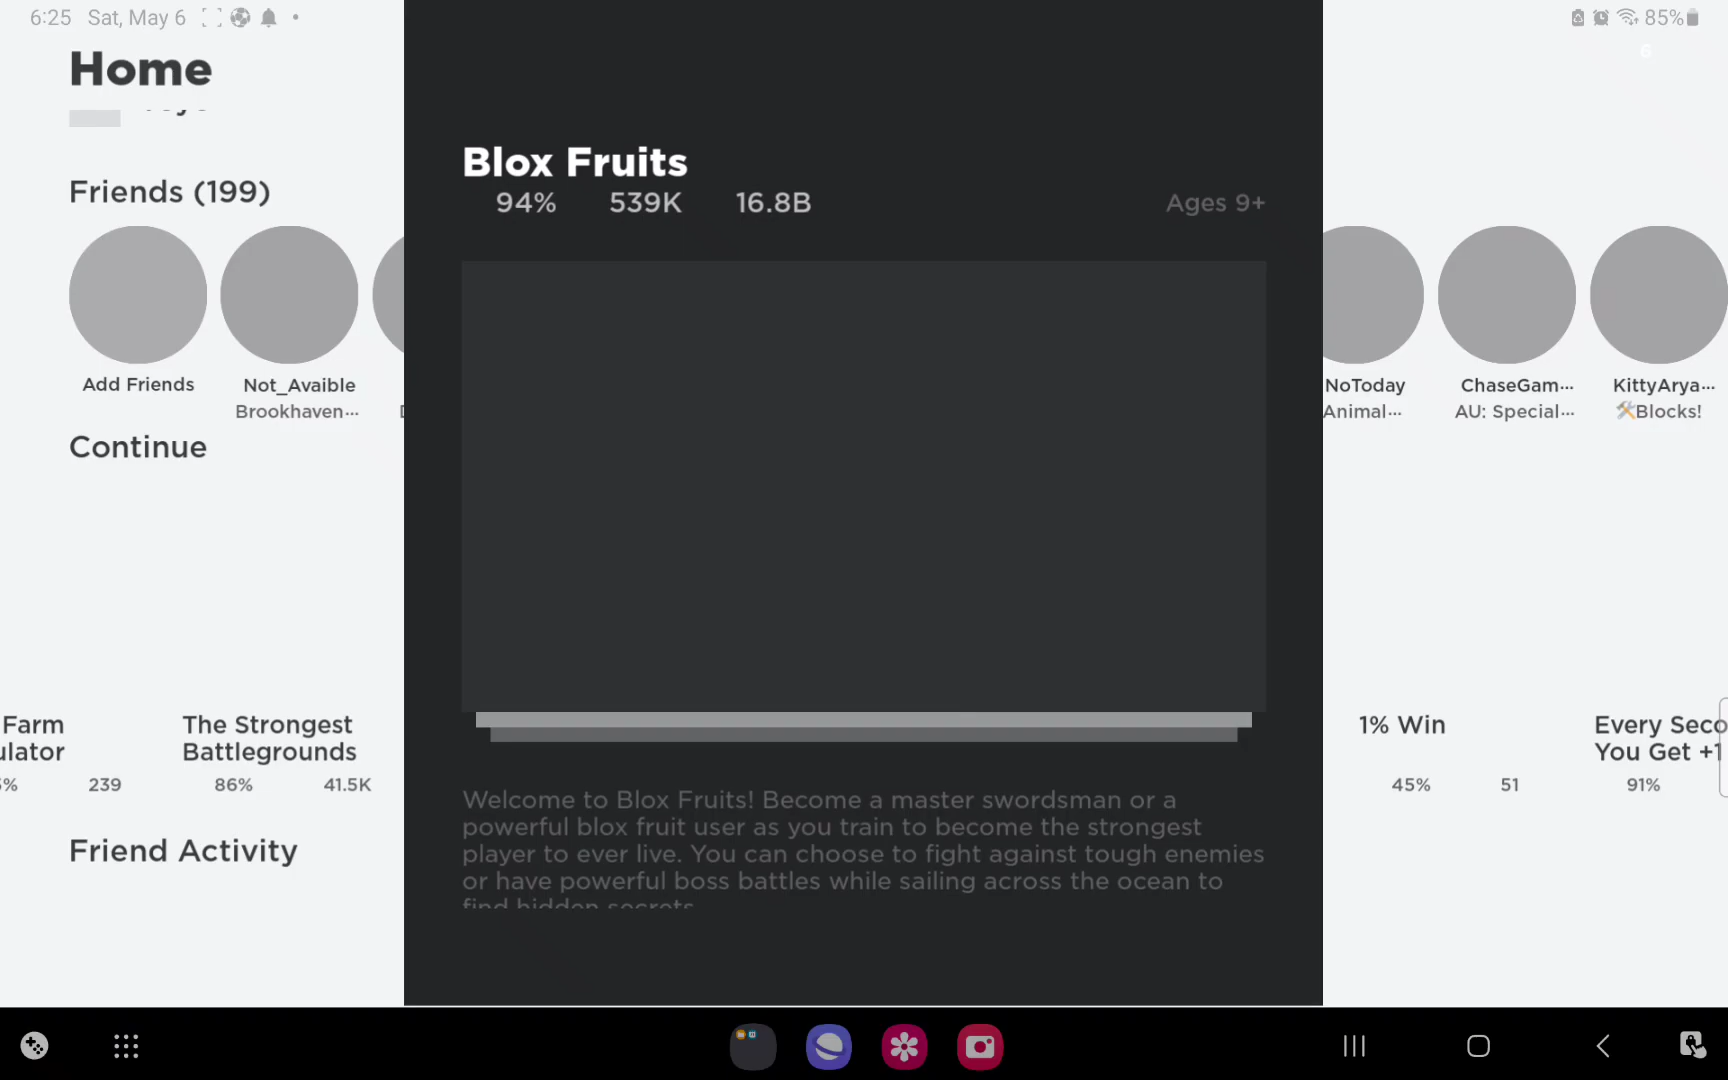 6:25 Sat, May 6
85%
6
Home
Friends (199)
Add Friends
Not_Avaible
Brookhaven...
NoToday
Animal...
ChaseGam...
AU: Special...
KittyArya...
🛠️Blocks!
Continue
Farm
ulator
239
The Strongest
Battlegrounds
86% 41.5K
1% Win
45% 51
Every Seco
You Get +1
91%
Friend Activity
Blox Fruits
94% 539K 16.8B
Ages 9+
Welcome to Blox Fruits! Become a master swordsman or a
powerful blox fruit user as you train to become the strongest
player to ever live. You can choose to fight against tough enemies
or have powerful boss battles while sailing across the ocean to
find hidden secrets.